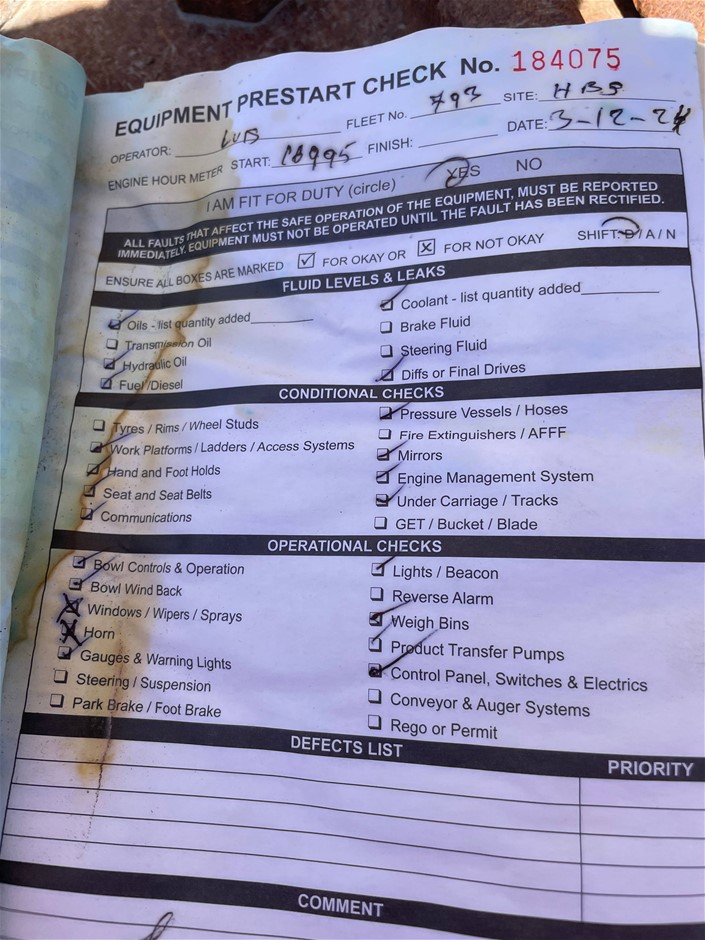 EQUIPMENT PRESTART CHECK No. 184075
OPERATOR: FLEET No. 793 SITE:
ENGINE HOUR METER START: 16995 FINISH: DATE: 3-12-24
I AM FIT FOR DUTY (circle) YES NO
ALL FAULTS THAT AFFECT THE SAFE OPERATION OF THE EQUIPMENT, MUST BE REPORTED
IMMEDIATELY. EQUIPMENT MUST NOT BE OPERATED UNTIL THE FAULT HAS BEEN RECTIFIED.
ENSURE ALL BOXES ARE MARKED ☑ FOR OKAY OR ☒ FOR NOT OKAY SHIFT: D / A / N
FLUID LEVELS & LEAKS
☑ Oils - list quantity added
☐ Transmission Oil
☑ Hydraulic Oil
☑ Fuel /Diesel
☑ Coolant - list quantity added
☐ Brake Fluid
☐ Steering Fluid
☑ Diffs or Final Drives
CONDITIONAL CHECKS
☐ Tyres / Rims / Wheel Studs
☑ Work Platforms / Ladders / Access Systems
☑ Hand and Foot Holds
☑ Seat and Seat Belts
☑ Communications
☑ Pressure Vessels / Hoses
☐ Fire Extinguishers / AFFF
☑ Mirrors
☑ Engine Management System
☑ Under Carriage / Tracks
☐ GET / Bucket / Blade
OPERATIONAL CHECKS
☑ Bowl Controls & Operation
☑ Bowl Wind Back
☒ Windows / Wipers / Sprays
☒ Horn
☑ Gauges & Warning Lights
☐ Steering / Suspension
☐ Park Brake / Foot Brake
☑ Lights / Beacon
☐ Reverse Alarm
☑ Weigh Bins
☑ Product Transfer Pumps
☑ Control Panel, Switches & Electrics
☐ Conveyor & Auger Systems
☐ Rego or Permit
DEFECTS LIST PRIORITY
COMMENT